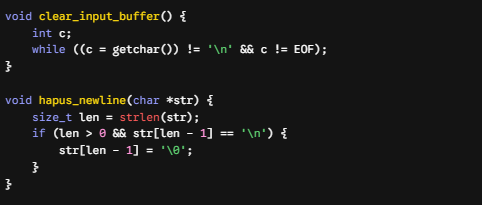 void clear_input_buffer() {
    int c;
    while ((c = getchar()) != '\n' && c != EOF);
}

void hapus_newline(char *str) {
    size_t len = strlen(str);
    if (len > 0 && str[len - 1] == '\n') {
        str[len - 1] = '\0';
    }
}